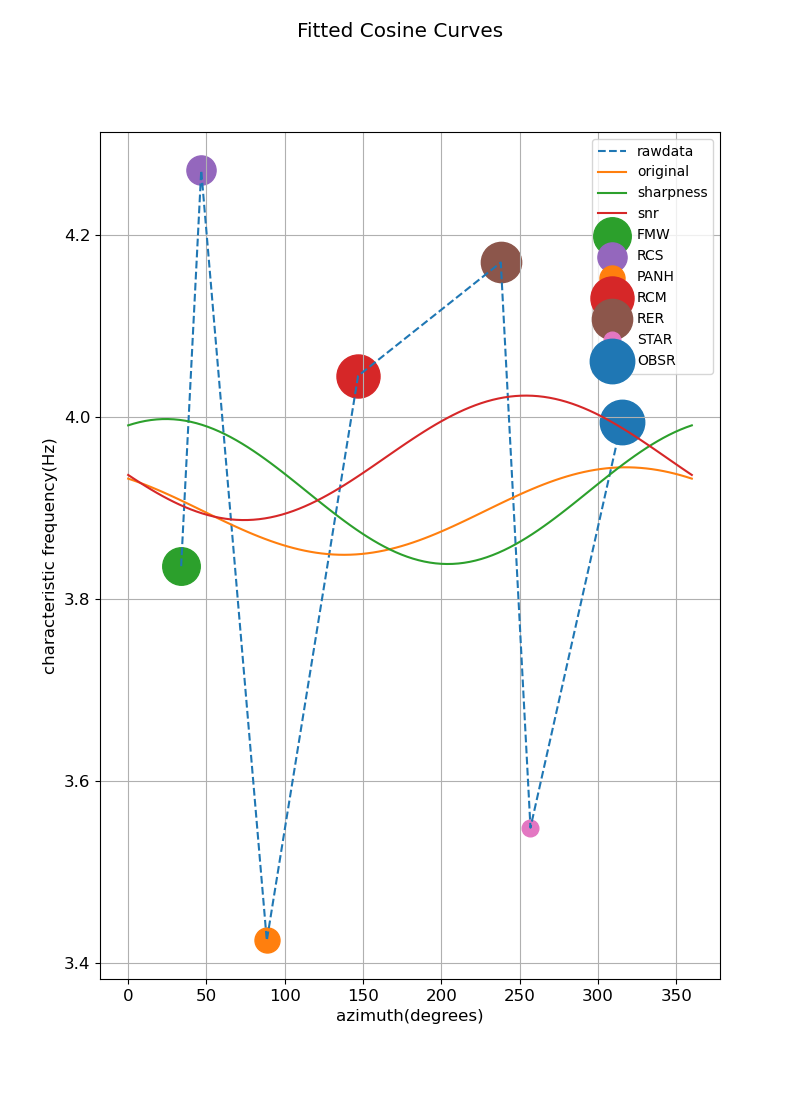 Fitted Cosine Curves
rawdata
original
sharpness
snr
FMW
RCS
PANH
RCM
RER
STAR
OBSR
characteristic frequency(Hz)
4.2
4.0
3.8
3.6
3.4
0 50 100 150 200 250 300 350
azimuth(degrees)